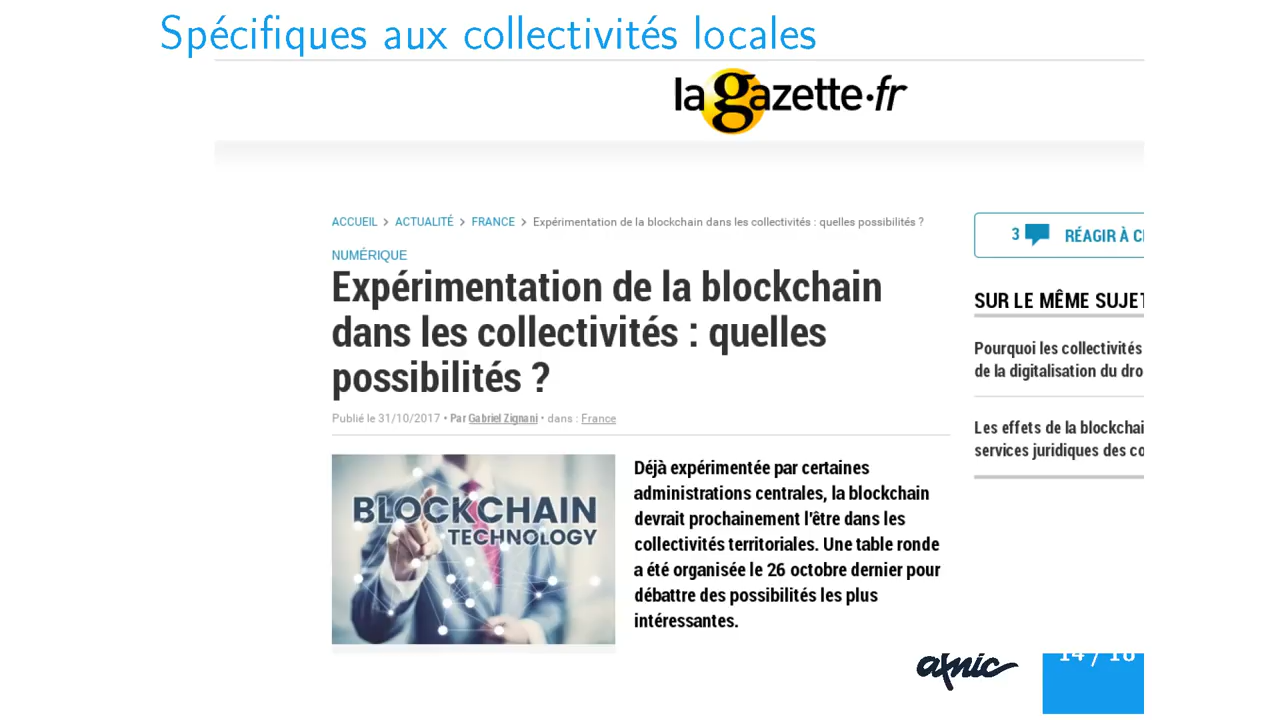 Spécifiques aux collectivités locales
la gazette.fr
ACCUEIL > ACTUALITÉ > FRANCE > Expérimentation de la blockchain dans les collectivités : quelles possibilités ?
3 RÉAGIR À
NUMÉRIQUE
Expérimentation de la blockchain
dans les collectivités : quelles
possibilités ?
Publié le 31/10/2017 • Par Gabriel Zignani • dans : France
SUR LE MÊME SUJET
Pourquoi les collectivités
de la digitalisation du dro
Les effets de la blockchai
services juridiques des co
BLOCKCHAIN
TECHNOLOGY
Déjà expérimentée par certaines
administrations centrales, la blockchain
devrait prochainement l'être dans les
collectivités territoriales. Une table ronde
a été organisée le 26 octobre dernier pour
débattre des possibilités les plus
intéressantes.
afnic